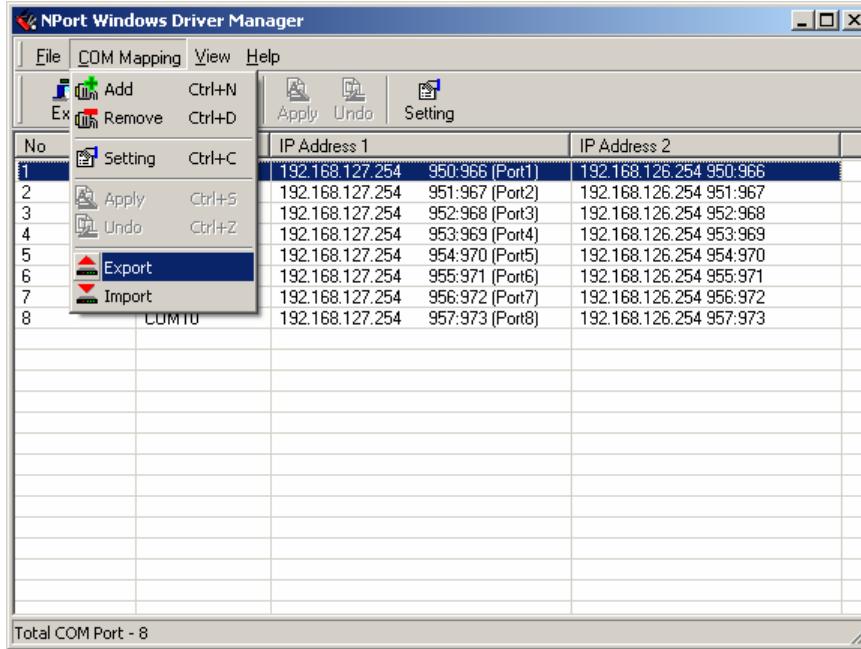 NPort Windows Driver Manager
File COM Mapping View Help
Add Ctrl+N
Remove Ctrl+D
Setting Ctrl+C
Apply Ctrl+S
Undo Ctrl+Z
Export
Import
Ex Apply Undo Setting
No IP Address 1 IP Address 2
1 192.168.127.254 950:966 (Port1) 192.168.126.254 950:966
2 192.168.127.254 951:967 (Port2) 192.168.126.254 951:967
3 192.168.127.254 952:968 (Port3) 192.168.126.254 952:968
4 192.168.127.254 953:969 (Port4) 192.168.126.254 953:969
5 192.168.127.254 954:970 (Port5) 192.168.126.254 954:970
6 192.168.127.254 955:971 (Port6) 192.168.126.254 955:971
7 192.168.127.254 956:972 (Port7) 192.168.126.254 956:972
8 COM10 192.168.127.254 957:973 (Port8) 192.168.126.254 957:973
Total COM Port - 8